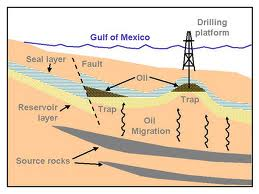 Drilling
platform
Gulf of Mexico
Seal layer
Fault
Oil
Reservoir
layer
Trap
Trap
Oil
Migration
Source rocks